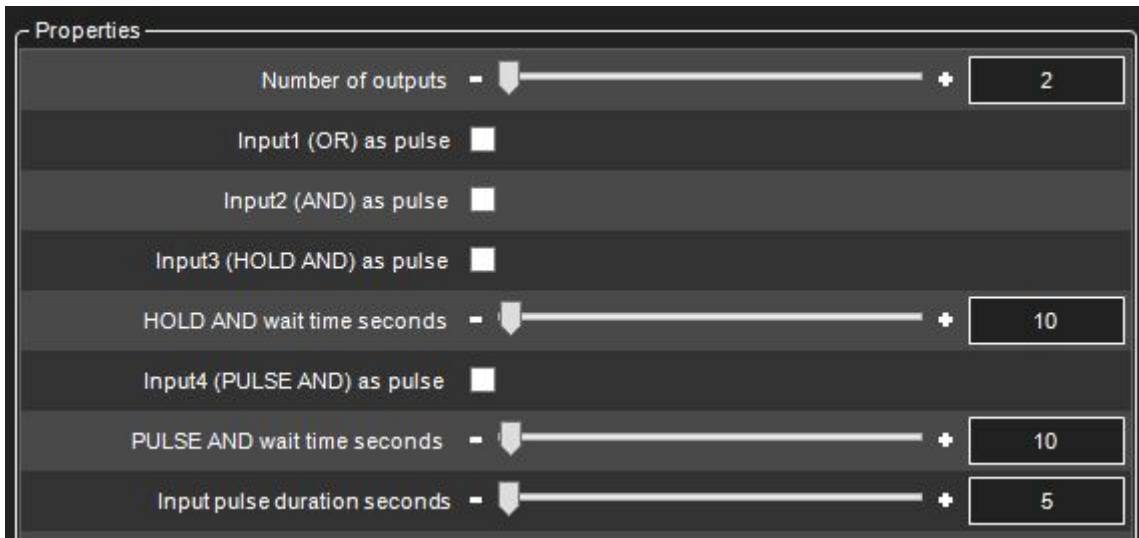 Properties
Number of outputs - + 2
Input1 (OR) as pulse
Input2 (AND) as pulse
Input3 (HOLD AND) as pulse
HOLD AND wait time seconds - + 10
Input4 (PULSE AND) as pulse
PULSE AND wait time seconds - + 10
Input pulse duration seconds - + 5